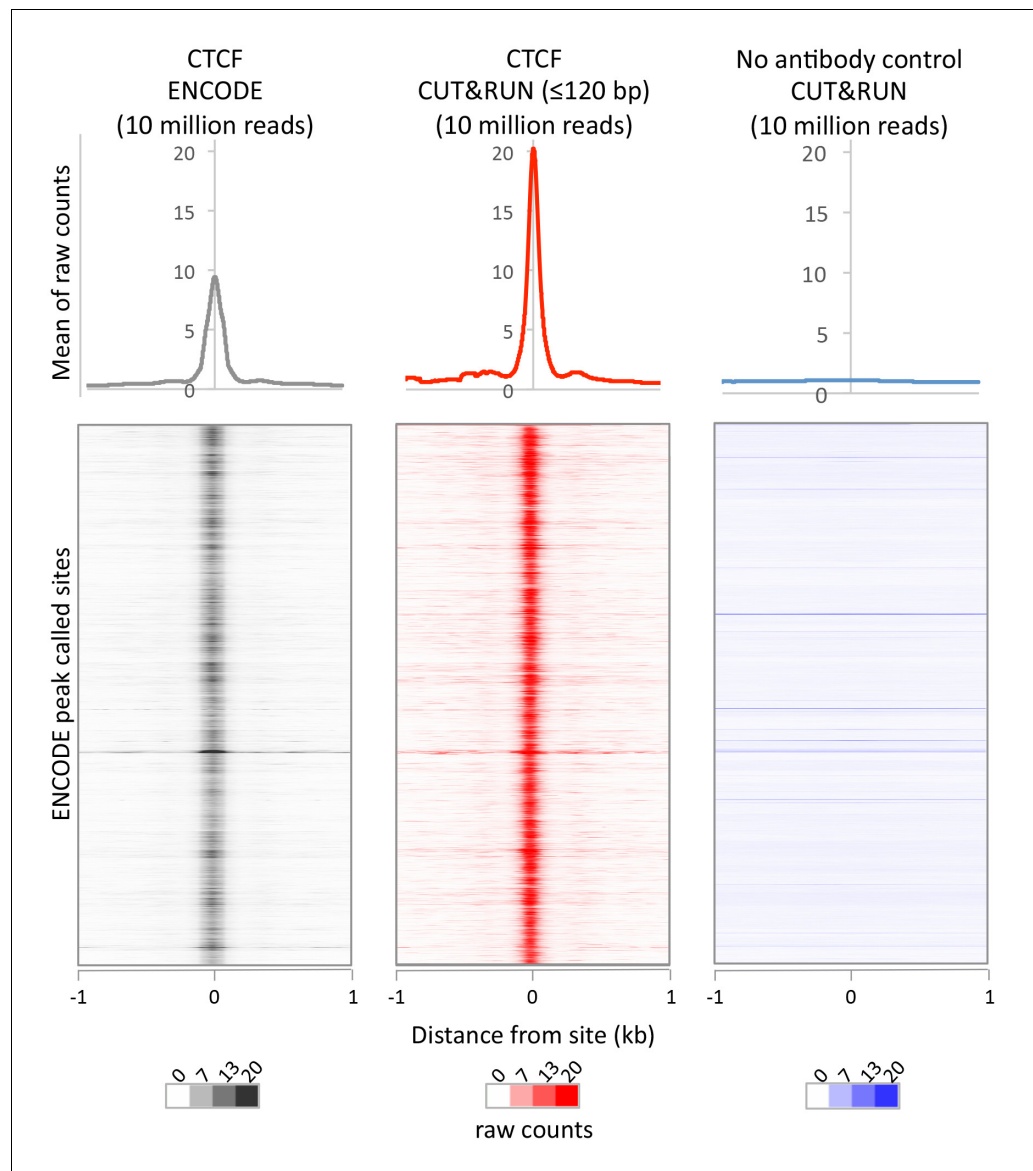 CTCF
ENCODE
(10 million reads)
CTCF
CUT&RUN (≤120 bp)
(10 million reads)
No antibody control
CUT&RUN
(10 million reads)
Mean of raw counts
20
15
10
5
0
20
15
10
5
0
20
15
10
5
0
ENCODE peak called sites
-1 0 1
-1 0 1
-1 0 1
Distance from site (kb)
0 7 13 20
0 7 13 20
0 7 13 20
raw counts